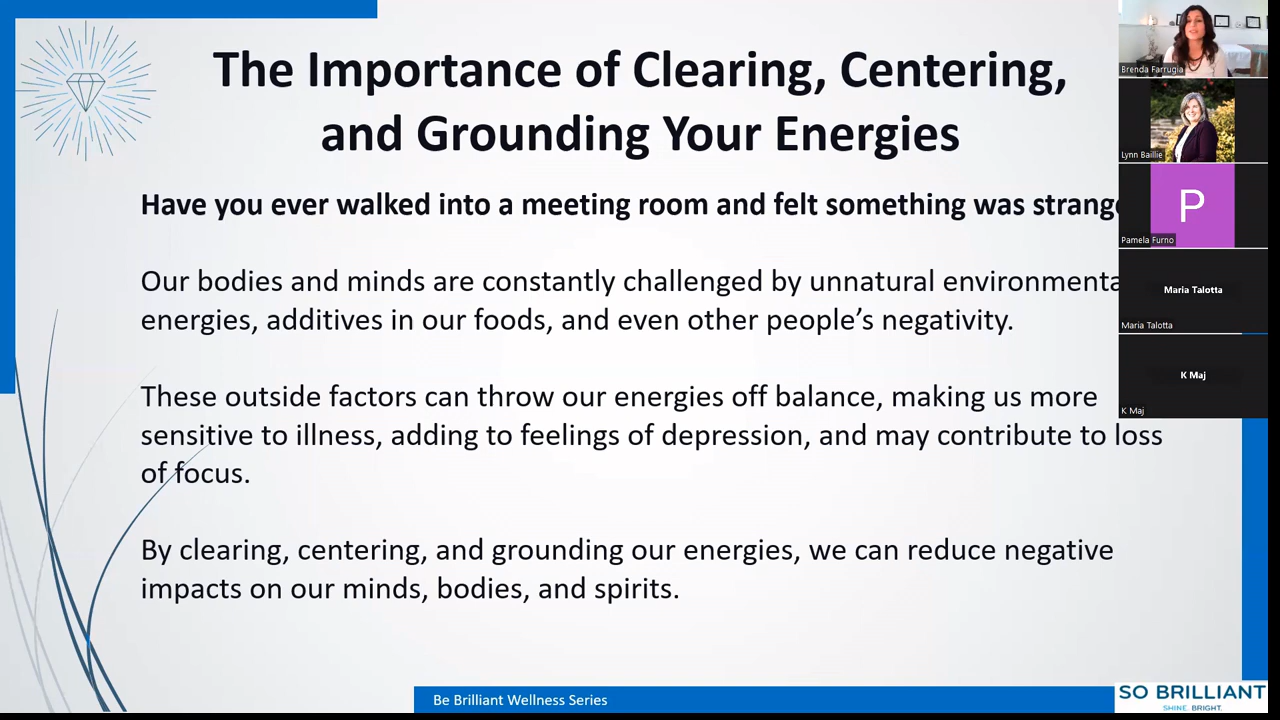 The Importance of Clearing, Centering,
and Grounding Your Energies
Have you ever walked into a meeting room and felt something was strange
Our bodies and minds are constantly challenged by unnatural environmenta
energies, additives in our foods, and even other people’s negativity.
These outside factors can throw our energies off balance, making us more
sensitive to illness, adding to feelings of depression, and may contribute to loss
of focus.
By clearing, centering, and grounding our energies, we can reduce negative
impacts on our minds, bodies, and spirits.
Be Brilliant Wellness Series
SO BRILLIANT
SHINE. BRIGHT.
Brenda Farrugia
Lynn Baillie
P
Pamela Furno
Maria Talotta
Maria Talotta
K Maj
K Maj